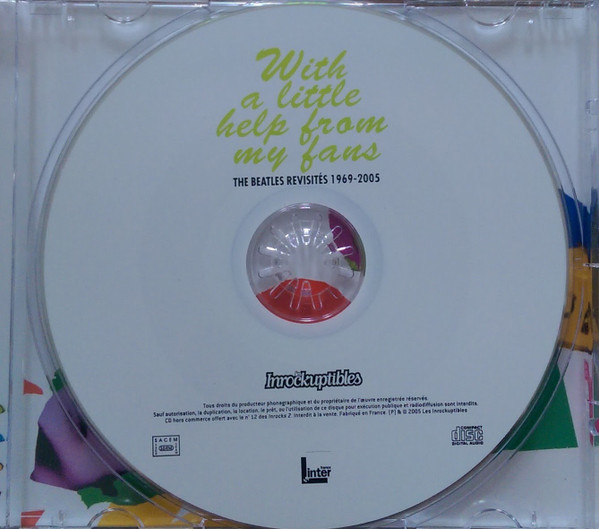 With
a little
help from
my fans
THE BEATLES REVISITÉS 1969-2005
Les
Inrockuptibles
Tous droits du producteur phonographique et du propriétaire de l'œuvre enregistrée réservés.
Sauf autorisation, la duplication, la location, le prêt, ou l'utilisation de ce disque pour exécution publique et radiodiffusion sont interdits.
CD hors commerce offert avec le n° 12 des Inrocks 2. Interdit à la vente. Fabriqué en France. (P) & © 2005 Les Inrockuptibles
SACEM
france
inter
COMPACT
disc
DIGITAL AUDIO